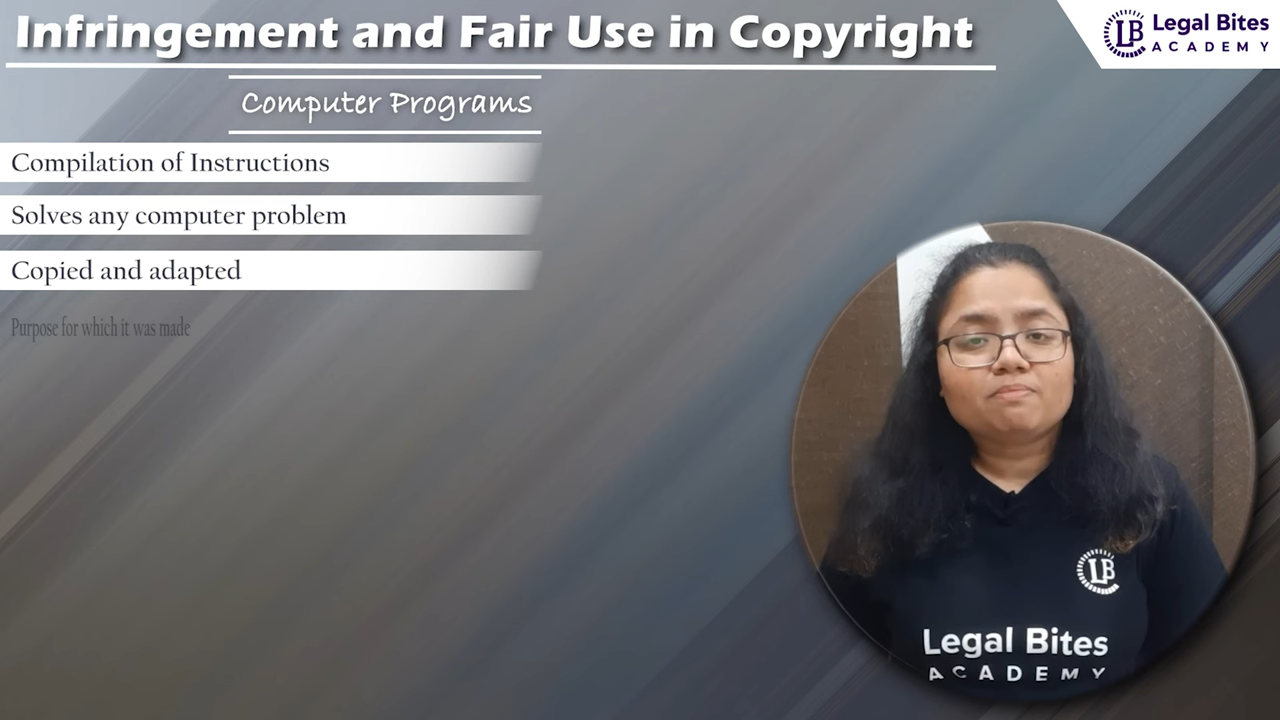 Infringement and Fair Use in Copyright
Legal Bites
ACADEMY
Computer Programs
Compilation of Instructions
Solves any computer problem
Copied and adapted
Purpose for which it was made
LB
Legal Bites
ACADEMY